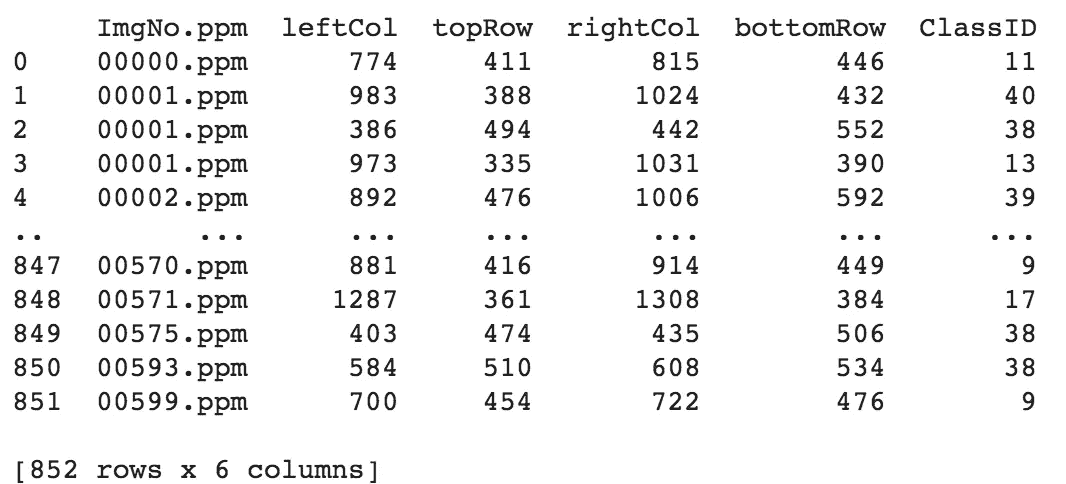 ImgNo.ppm leftCol topRow rightCol bottomRow ClassID
0 00000.ppm 774 411 815 446 11
1 00001.ppm 983 388 1024 432 40
2 00001.ppm 386 494 442 552 38
3 00001.ppm 973 335 1031 390 13
4 00002.ppm 892 476 1006 592 39
.. ... ... ... ... ... ...
847 00570.ppm 881 416 914 449 9
848 00571.ppm 1287 361 1308 384 17
849 00575.ppm 403 474 435 506 38
850 00593.ppm 584 510 608 534 38
851 00599.ppm 700 454 722 476 9
[852 rows x 6 columns]